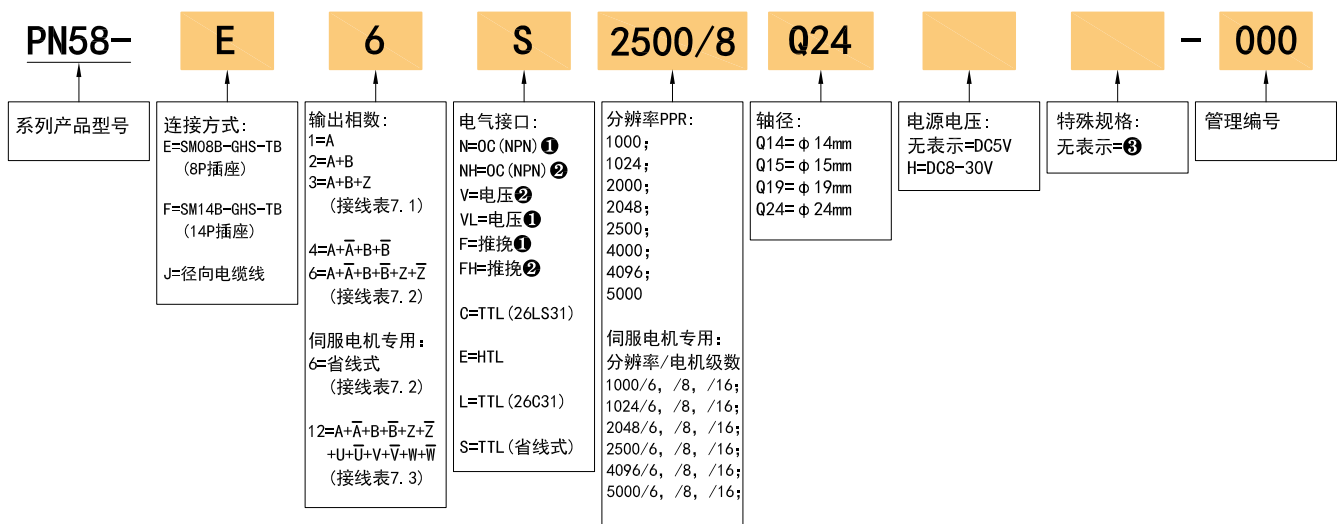 PN58- E 6 S 2500/8 Q24 - 000
系列产品型号
连接方式:
E=SM08B-GHS-TB
(8P插座)
F=SM14B-GHS-TB
(14P插座)
J=径向电缆线
输出相数:
1=A
2=A+B
3=A+B+Z
(接线表7.1)
4=A+A̅+B+B̅
6=A+A̅+B+B̅+Z+Z̅
(接线表7.2)
伺服电机专用:
6=省线式
(接线表7.2)
12=A+A̅+B+B̅+Z+Z̅
+U+U̅+V+V̅+W+W̅
(接线表7.3)
电气接口:
N=OC(NPN)❶
NH=OC(NPN)❷
V=电压❷
VL=电压❶
F=推挽❶
FH=推挽❷
C=TTL(26LS31)
E=HTL
L=TTL(26C31)
S=TTL(省线式)
分辨率PPR:
1000;
1024;
2000;
2048;
2500;
4000;
4096;
5000
伺服电机专用:
分辨率/电机级数
1000/6, /8, /16;
1024/6, /8, /16;
2048/6, /8, /16;
2500/6, /8, /16;
4096/6, /8, /16;
5000/6, /8, /16;
轴径:
Q14=φ14mm
Q15=φ15mm
Q19=φ19mm
Q24=φ24mm
电源电压:
无表示=DC5V
H=DC8-30V
特殊规格:
无表示=❸
管理编号